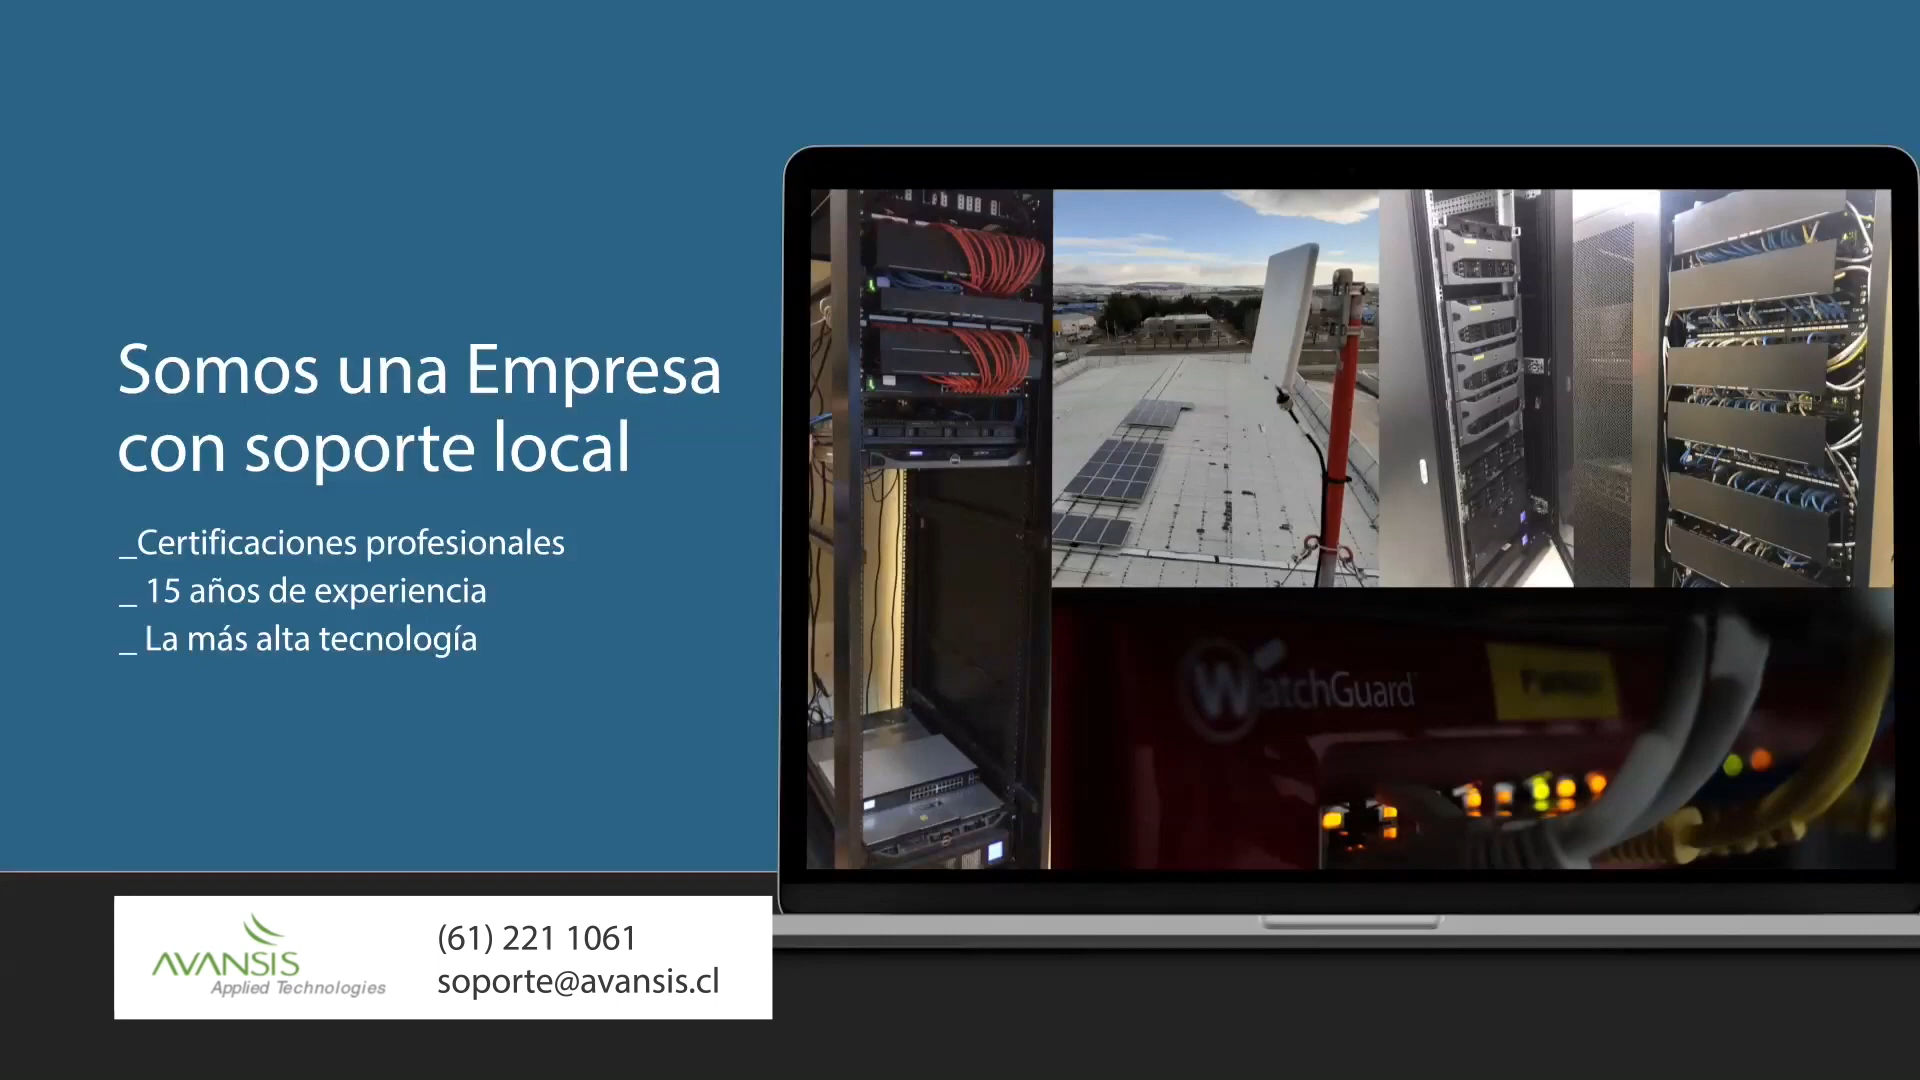 Somos una Empresa
con soporte local
_Certificaciones profesionales
_ 15 años de experiencia
_ La más alta tecnología
WatchGuard
AVANSIS
Applied Technologies
(61) 221 1061
soporte@avansis.cl